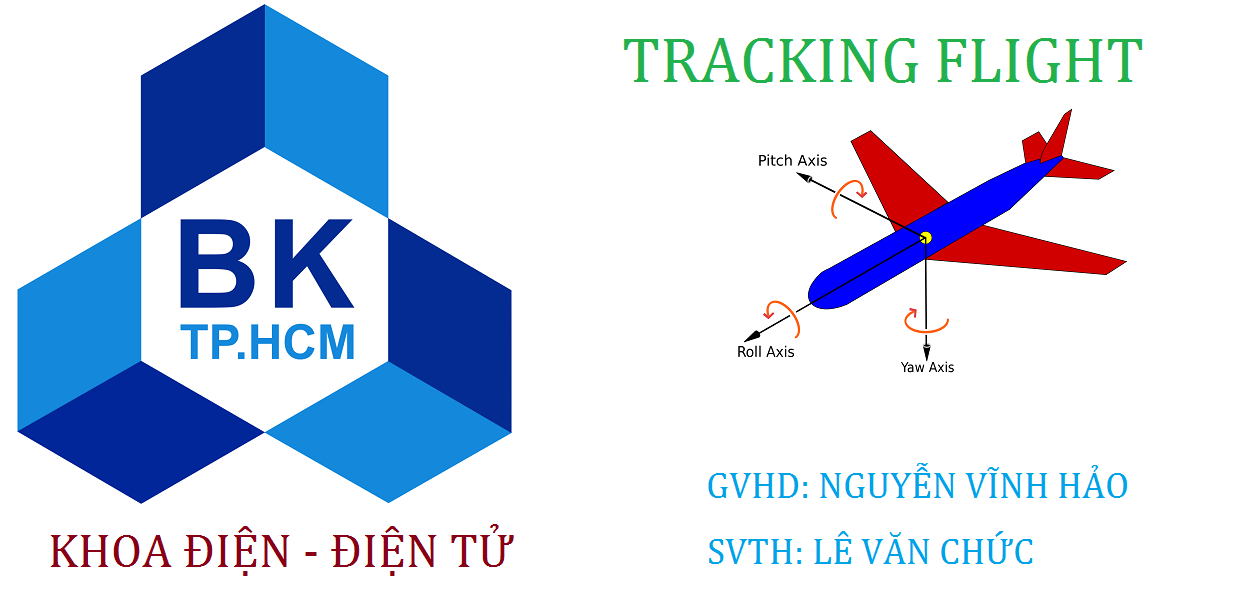 BK
TP.HCM
KHOA ĐIỆN - ĐIỆN TỬ
TRACKING FLIGHT
Pitch Axis
Roll Axis
Yaw Axis
GVHD: NGUYỄN VĨNH HẢO
SVTH: LÊ VĂN CHỨC